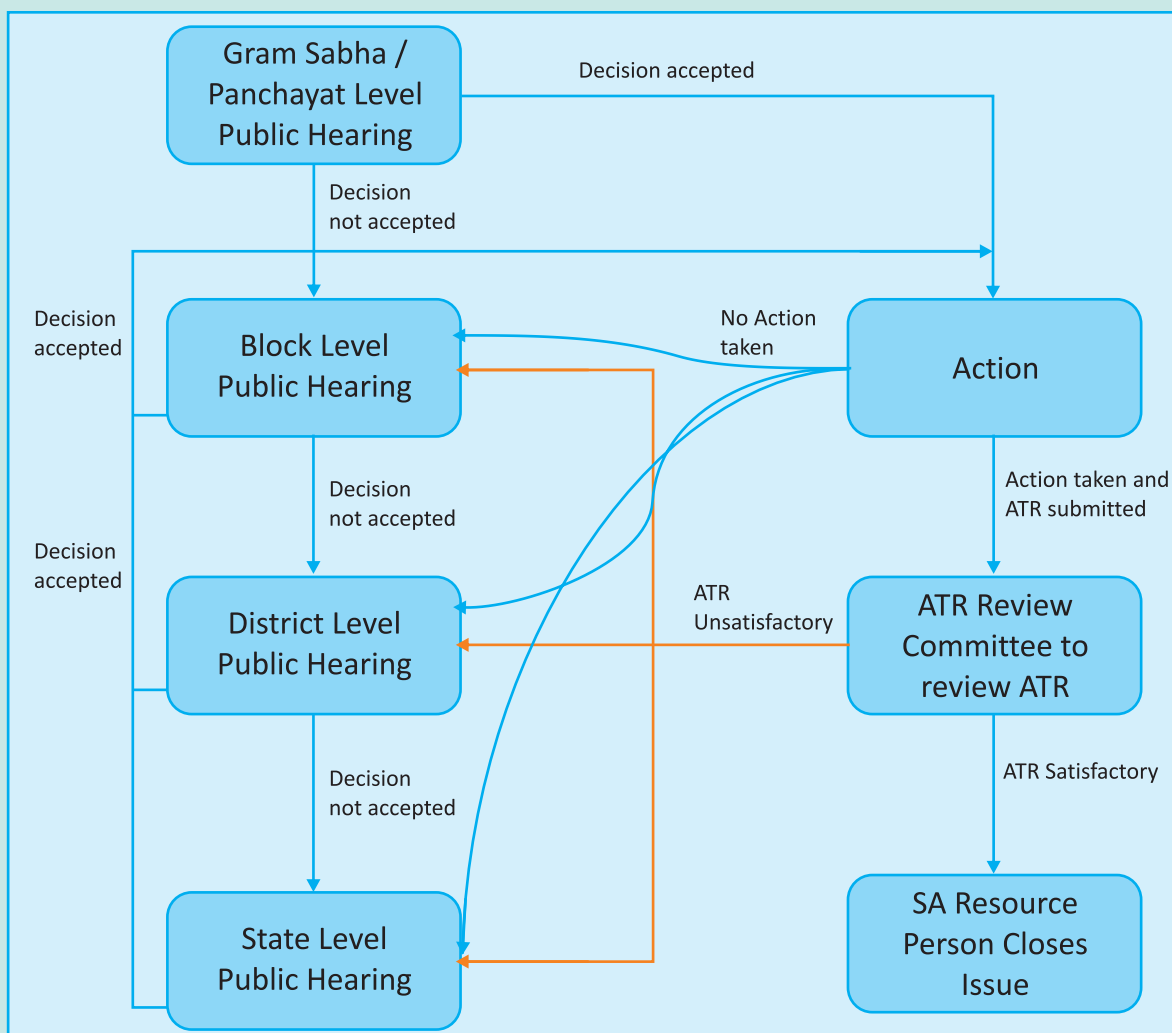 Gram Sabha /
Panchayat Level
Public Hearing
Decision accepted
Decision
not accepted
Decision
accepted
Block Level
Public Hearing
No Action
taken
Action
Decision
not accepted
Action taken and
ATR submitted
Decision
accepted
District Level
Public Hearing
ATR
Unsatisfactory
ATR Review
Committee to
review ATR
Decision
not accepted
ATR Satisfactory
State Level
Public Hearing
SA Resource
Person Closes
Issue